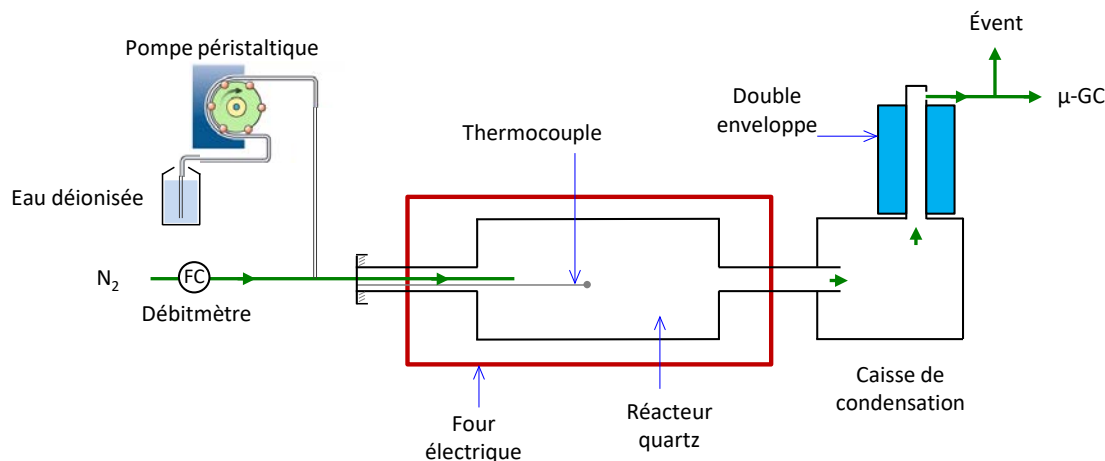 Pompe péristaltique
Évent
Double
enveloppe
µ-GC
Thermocouple
Eau déionisée
N2
FC
Débitmètre
Four
électrique
Réacteur
quartz
Caisse de
condensation